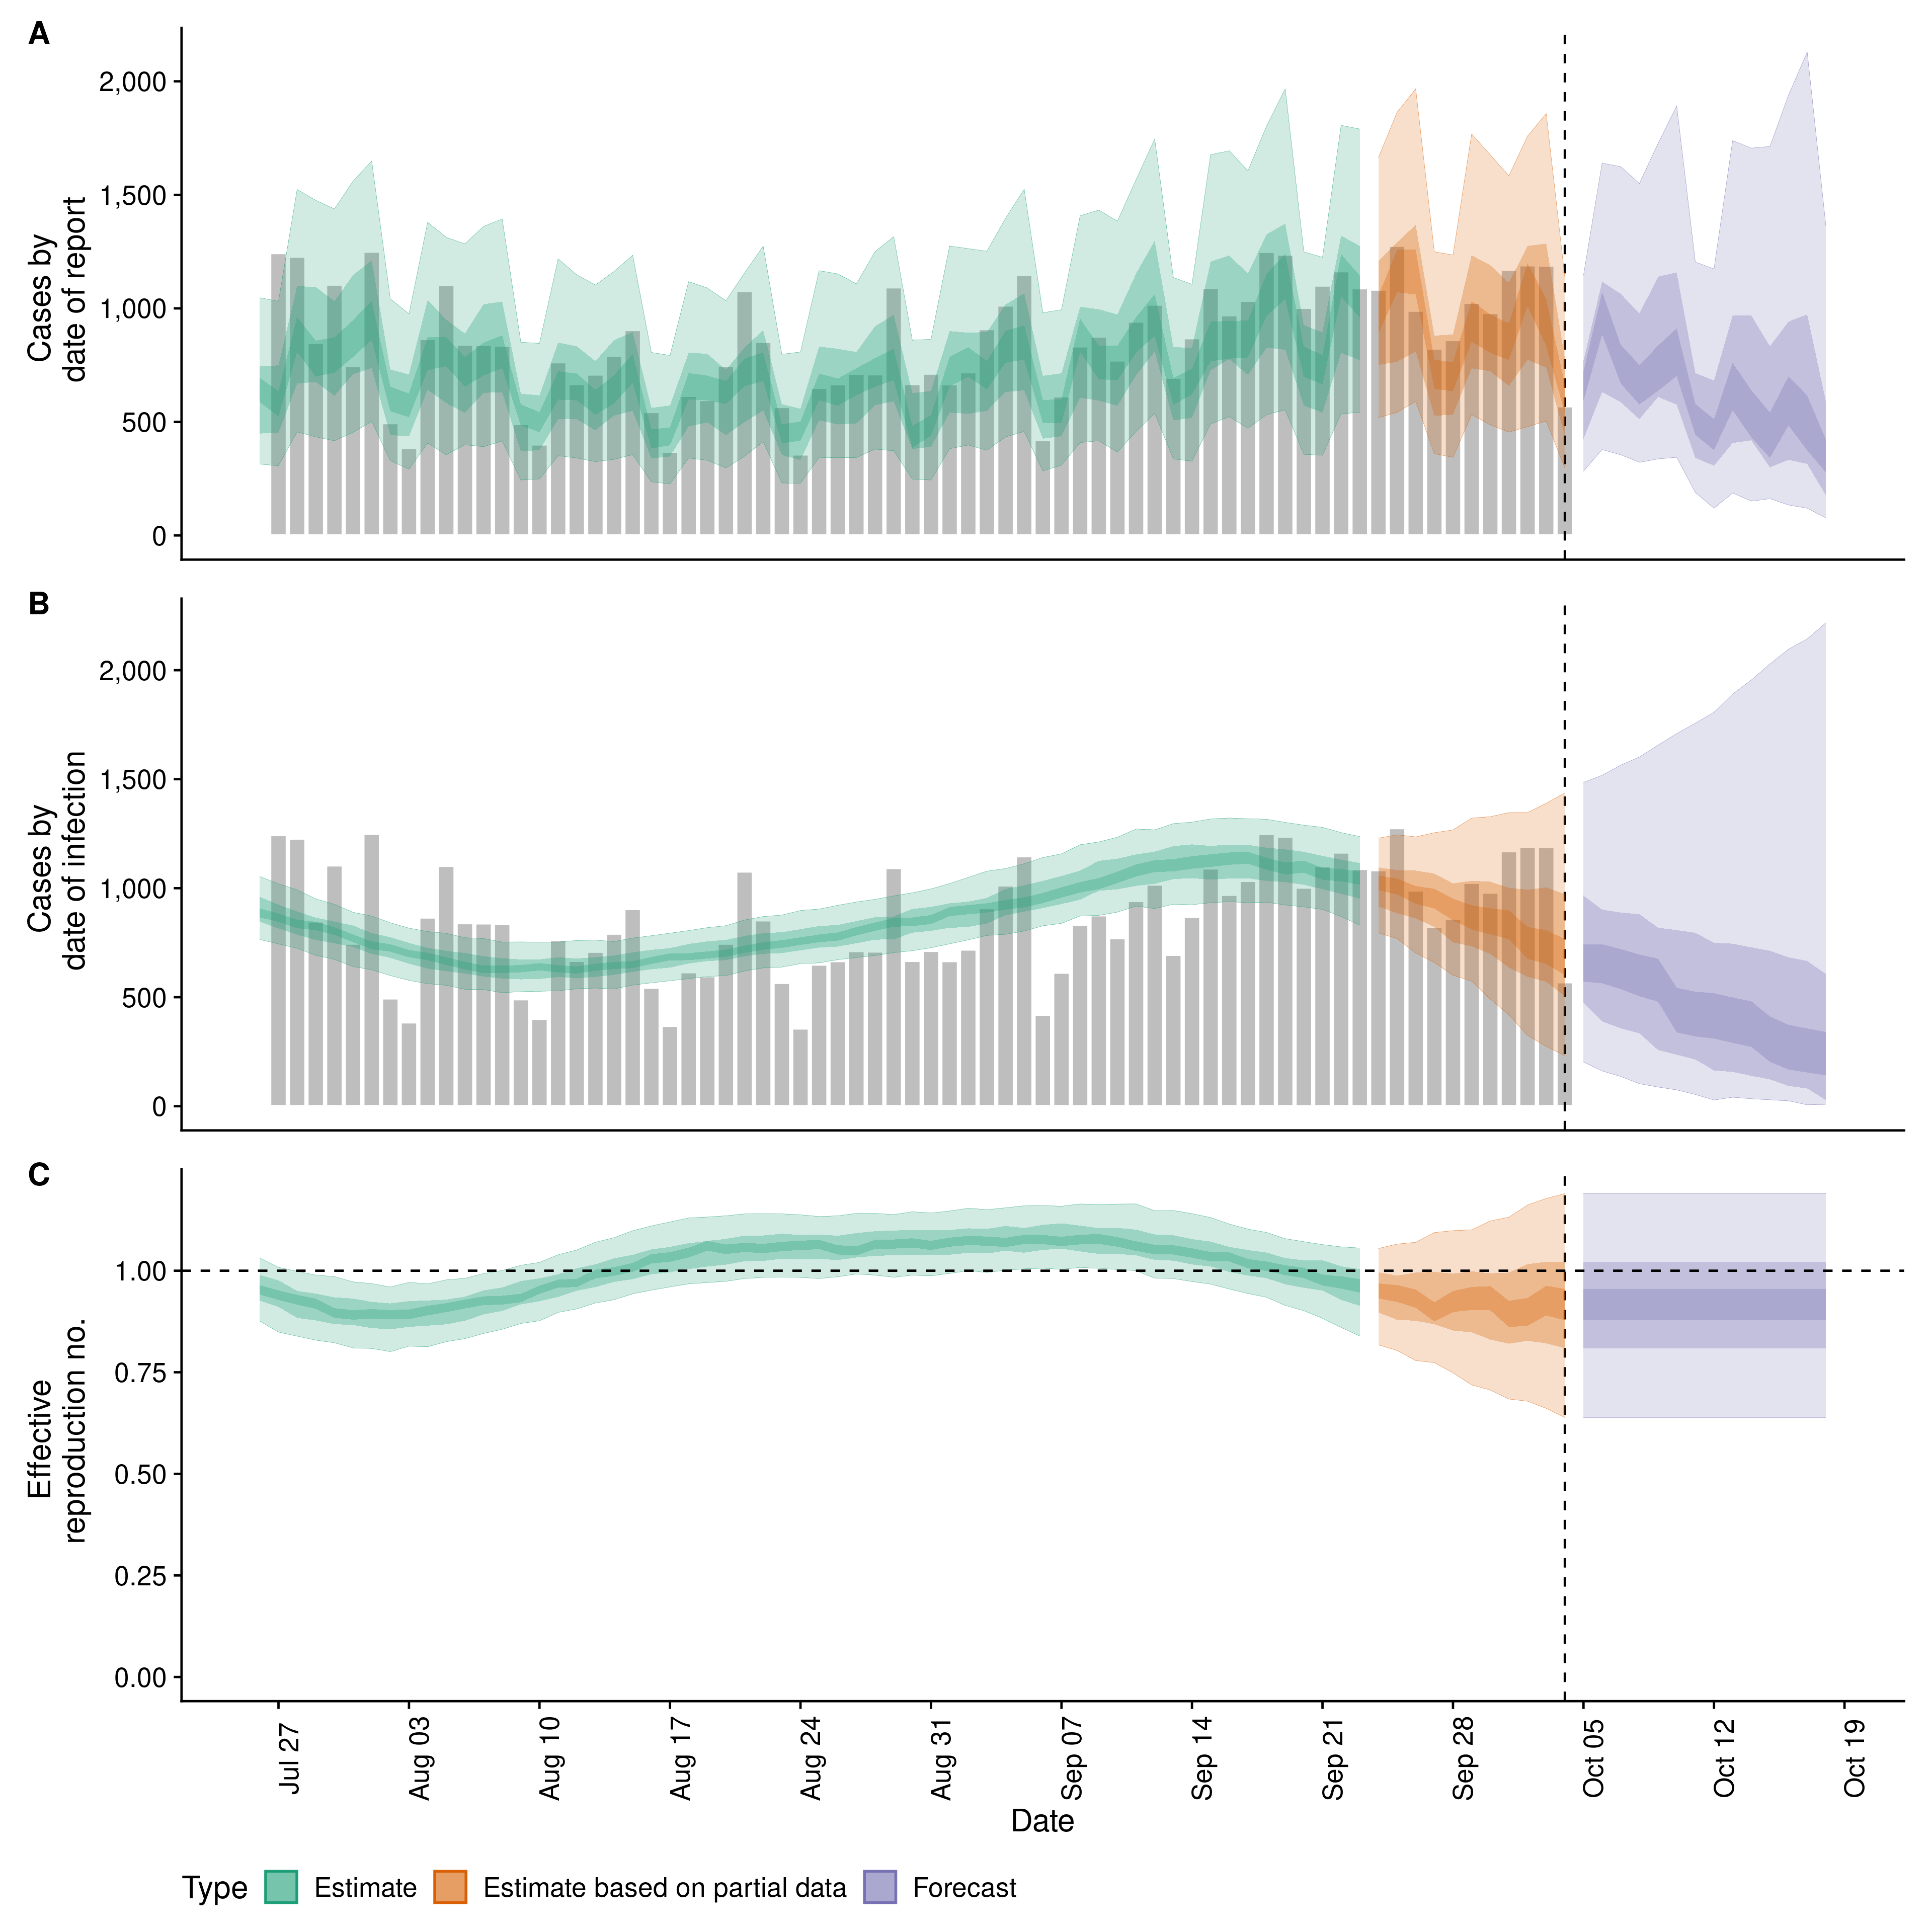 A
2,000
1,500
1,000
500
0
Cases by
date of report
B
2,000
1,500
1,000
500
0
Cases by
date of infection
C
1.00
0.75
0.50
0.25
0.00
Effective
reproduction no.
Jul 27
Aug 03
Aug 10
Aug 17
Aug 24
Aug 31
Sep 07
Sep 14
Sep 21
Sep 28
Oct 05
Oct 12
Oct 19
Date
Type Estimate Estimate based on partial data Forecast